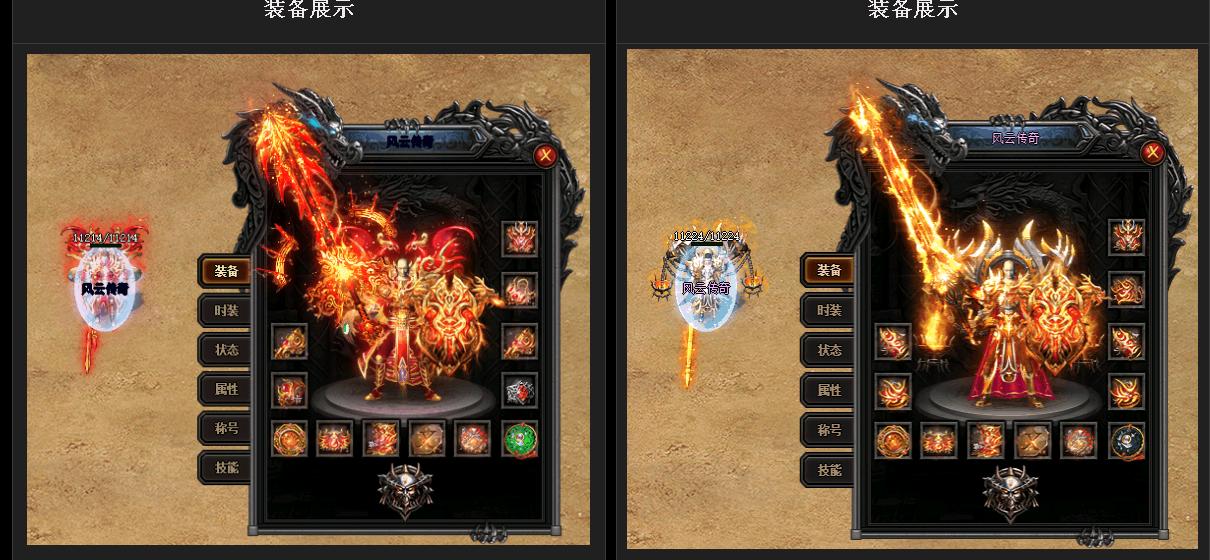 装备展示
风云传奇
11214/11214
风云传奇
装备
时装
状态
属性
称号
技能
装备展示
风云传奇
11224/11224
风云传奇
装备
时装
状态
属性
称号
技能